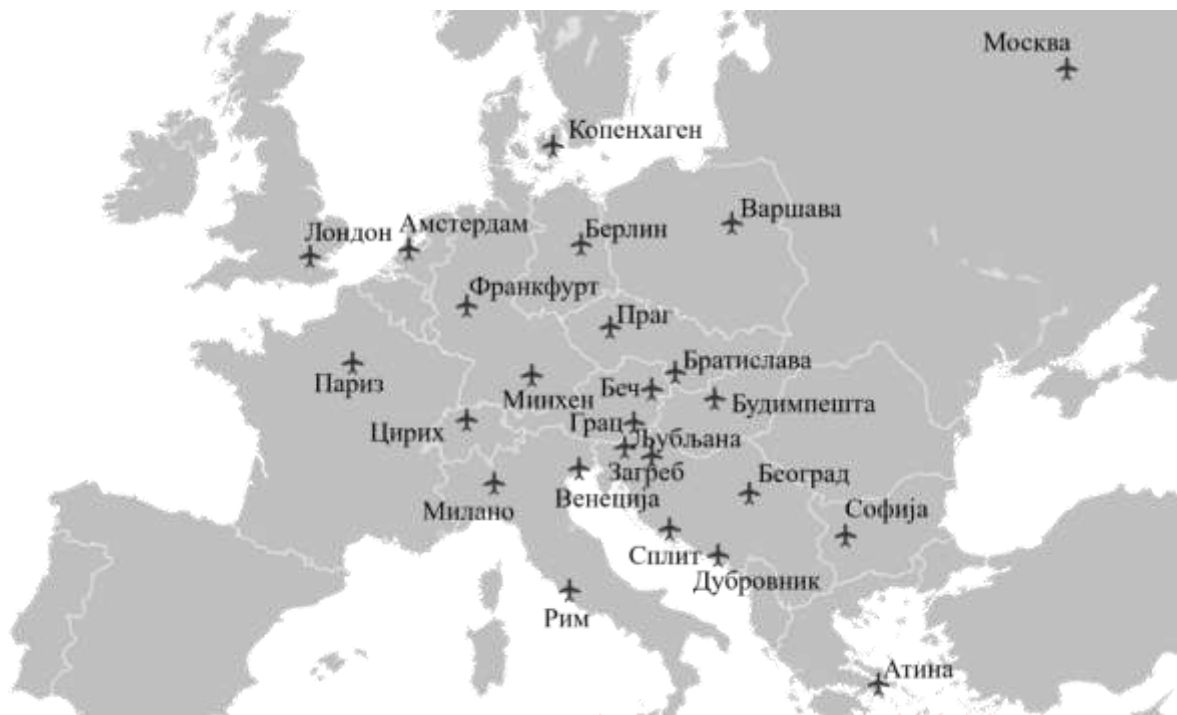 Москва
Копенхаген
Варшава
Лондон
Амстердам
Берлин
Франкфурт
Праг
Париз
Братислава
Минхен
Беч
Будимпешта
Цирих
Грац
Љубљана
Загреб
Београд
Венеција
Милано
Софија
Сплит
Дубровник
Рим
Атина